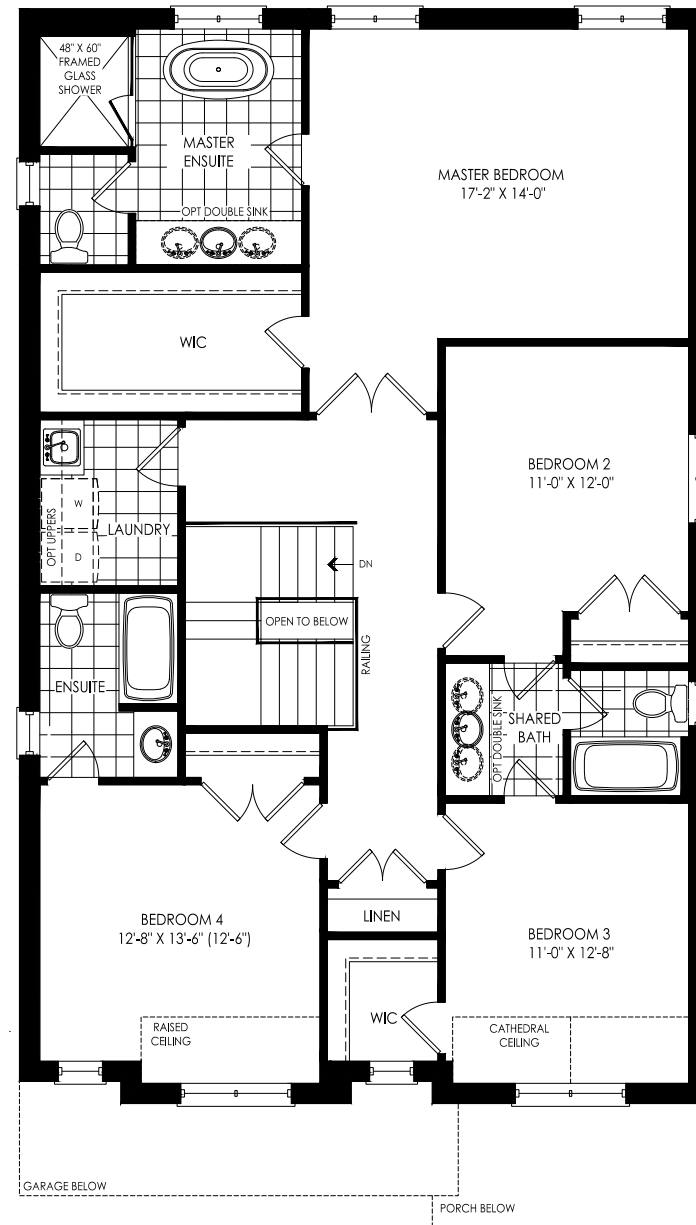 48" X 60"
FRAMED
GLASS
SHOWER
MASTER
ENSUITE
OPT DOUBLE SINK
MASTER BEDROOM
17'-2" X 14'-0"
WIC
BEDROOM 2
11'-0" X 12'-0"
W
OPT UPPERS
LAUNDRY
D
DN
OPEN TO BELOW
RAILING
ENSUITE
OPT DOUBLE SINK
SHARED
BATH
LINEN
BEDROOM 4
12'-8" X 13'-6" (12'-6")
BEDROOM 3
11'-0" X 12'-8"
WIC
RAISED
CEILING
CATHEDRAL
CEILING
GARAGE BELOW
PORCH BELOW